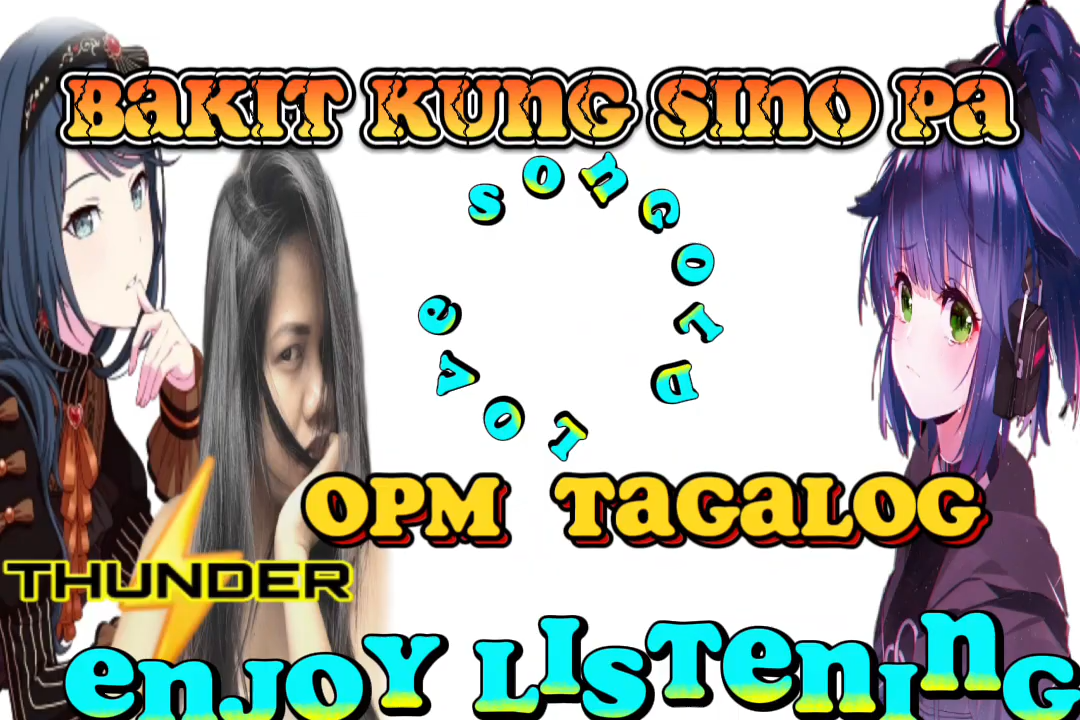 BAKIT KUNG SINO PA
SONG OLD LOVE
OPM TAGALOG
THUNDER
ENJOY LISTENING